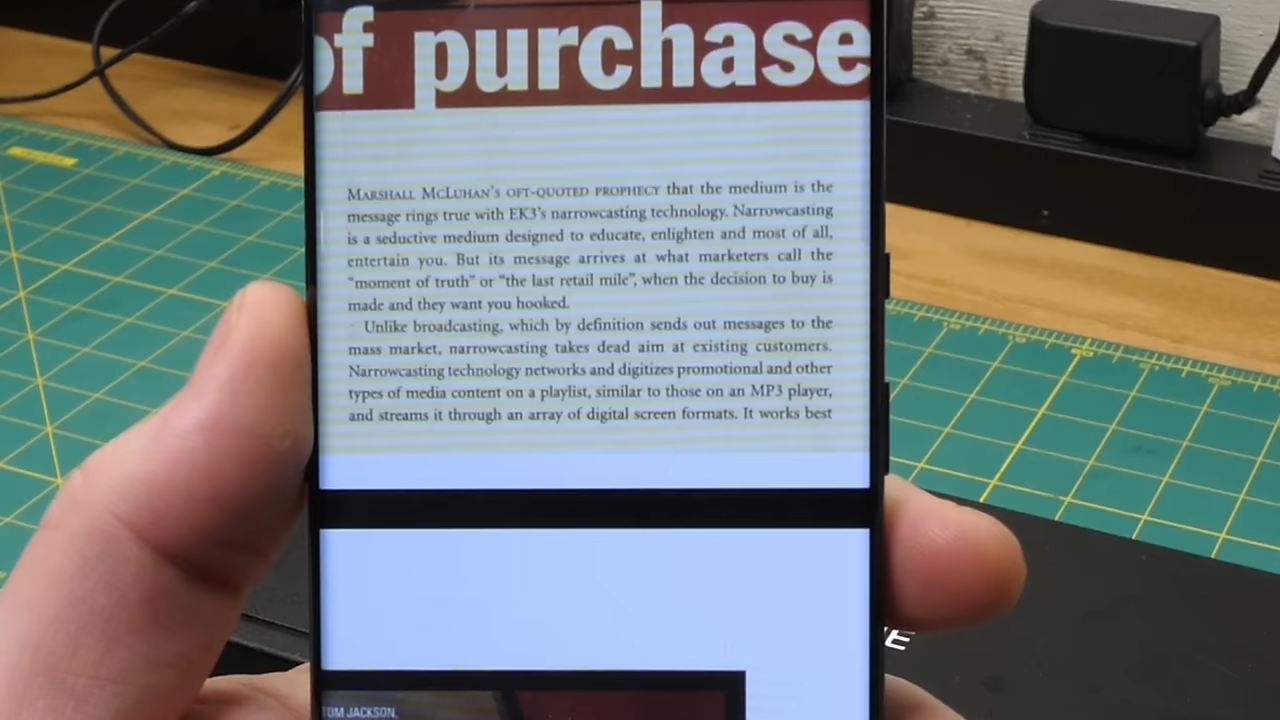 of purchase
MARSHALL MCLUHAN'S OFT-QUOTED PROPHECY that the medium is the
message rings true with EK3's narrowcasting technology. Narrowcasting
is a seductive medium designed to educate, enlighten and most of all,
entertain you. But its message arrives at what marketers call the
“moment of truth” or “the last retail mile”, when the decision to buy is
made and they want you hooked.
Unlike broadcasting, which by definition sends out messages to the
mass market, narrowcasting takes dead aim at existing customers.
Narrowcasting technology networks and digitizes promotional and other
types of media content on a playlist, similar to those on an MP3 player,
and streams it through an array of digital screen formats. It works best
TOM JACKSON,